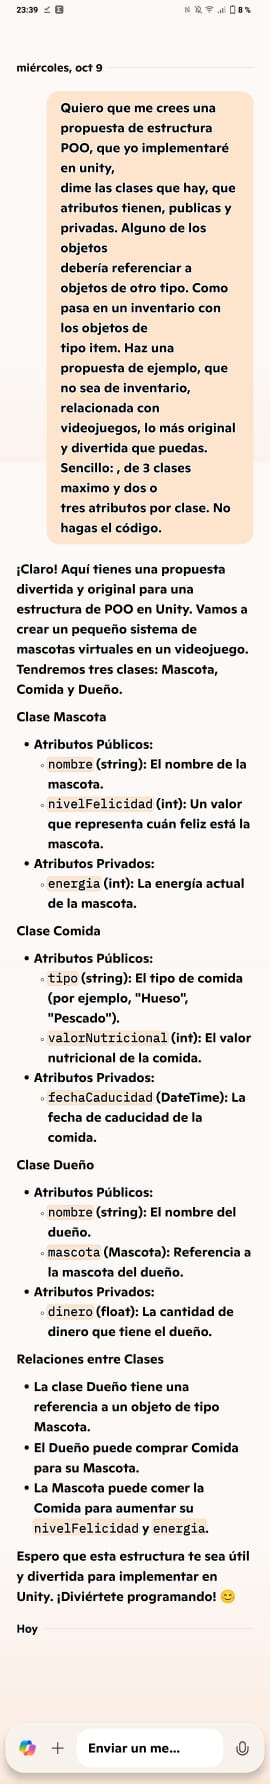 23:39
8 %
miércoles, oct 9
Quiero que me crees una
propuesta de estructura
POO, que yo implementaré
en unity,
dime las clases que hay, que
atributos tienen, publicas y
privadas. Alguno de los
objetos
debería referenciar a
objetos de otro tipo. Como
pasa en un inventario con
los objetos de
tipo item. Haz una
propuesta de ejemplo, que
no sea de inventario,
relacionada con
videojuegos, lo más original
y divertida que puedas.
Sencillo: , de 3 clases
maximo y dos o
tres atributos por clase. No
hagas el código.
¡Claro! Aquí tienes una propuesta
divertida y original para una
estructura de POO en Unity. Vamos a
crear un pequeño sistema de
mascotas virtuales en un videojuego.
Tendremos tres clases: Mascota,
Comida y Dueño.
Clase Mascota
• Atributos Públicos:
◦ nombre (string): El nombre de la
mascota.
◦ nivelFelicidad (int): Un valor
que representa cuán feliz está la
mascota.
• Atributos Privados:
◦ energia (int): La energía actual
de la mascota.
Clase Comida
• Atributos Públicos:
◦ tipo (string): El tipo de comida
(por ejemplo, "Hueso",
"Pescado").
◦ valorNutricional (int): El valor
nutricional de la comida.
• Atributos Privados:
◦ fechaCaducidad (DateTime): La
fecha de caducidad de la
comida.
Clase Dueño
• Atributos Públicos:
◦ nombre (string): El nombre del
dueño.
◦ mascota (Mascota): Referencia a
la mascota del dueño.
• Atributos Privados:
◦ dinero (float): La cantidad de
dinero que tiene el dueño.
Relaciones entre Clases
• La clase Dueño tiene una
referencia a un objeto de tipo
Mascota.
• El Dueño puede comprar Comida
para su Mascota.
• La Mascota puede comer la
Comida para aumentar su
nivelFelicidad y energia.
Espero que esta estructura te sea útil
y divertida para implementar en
Unity. ¡Diviértete programando! 😊
Hoy
Enviar un me...